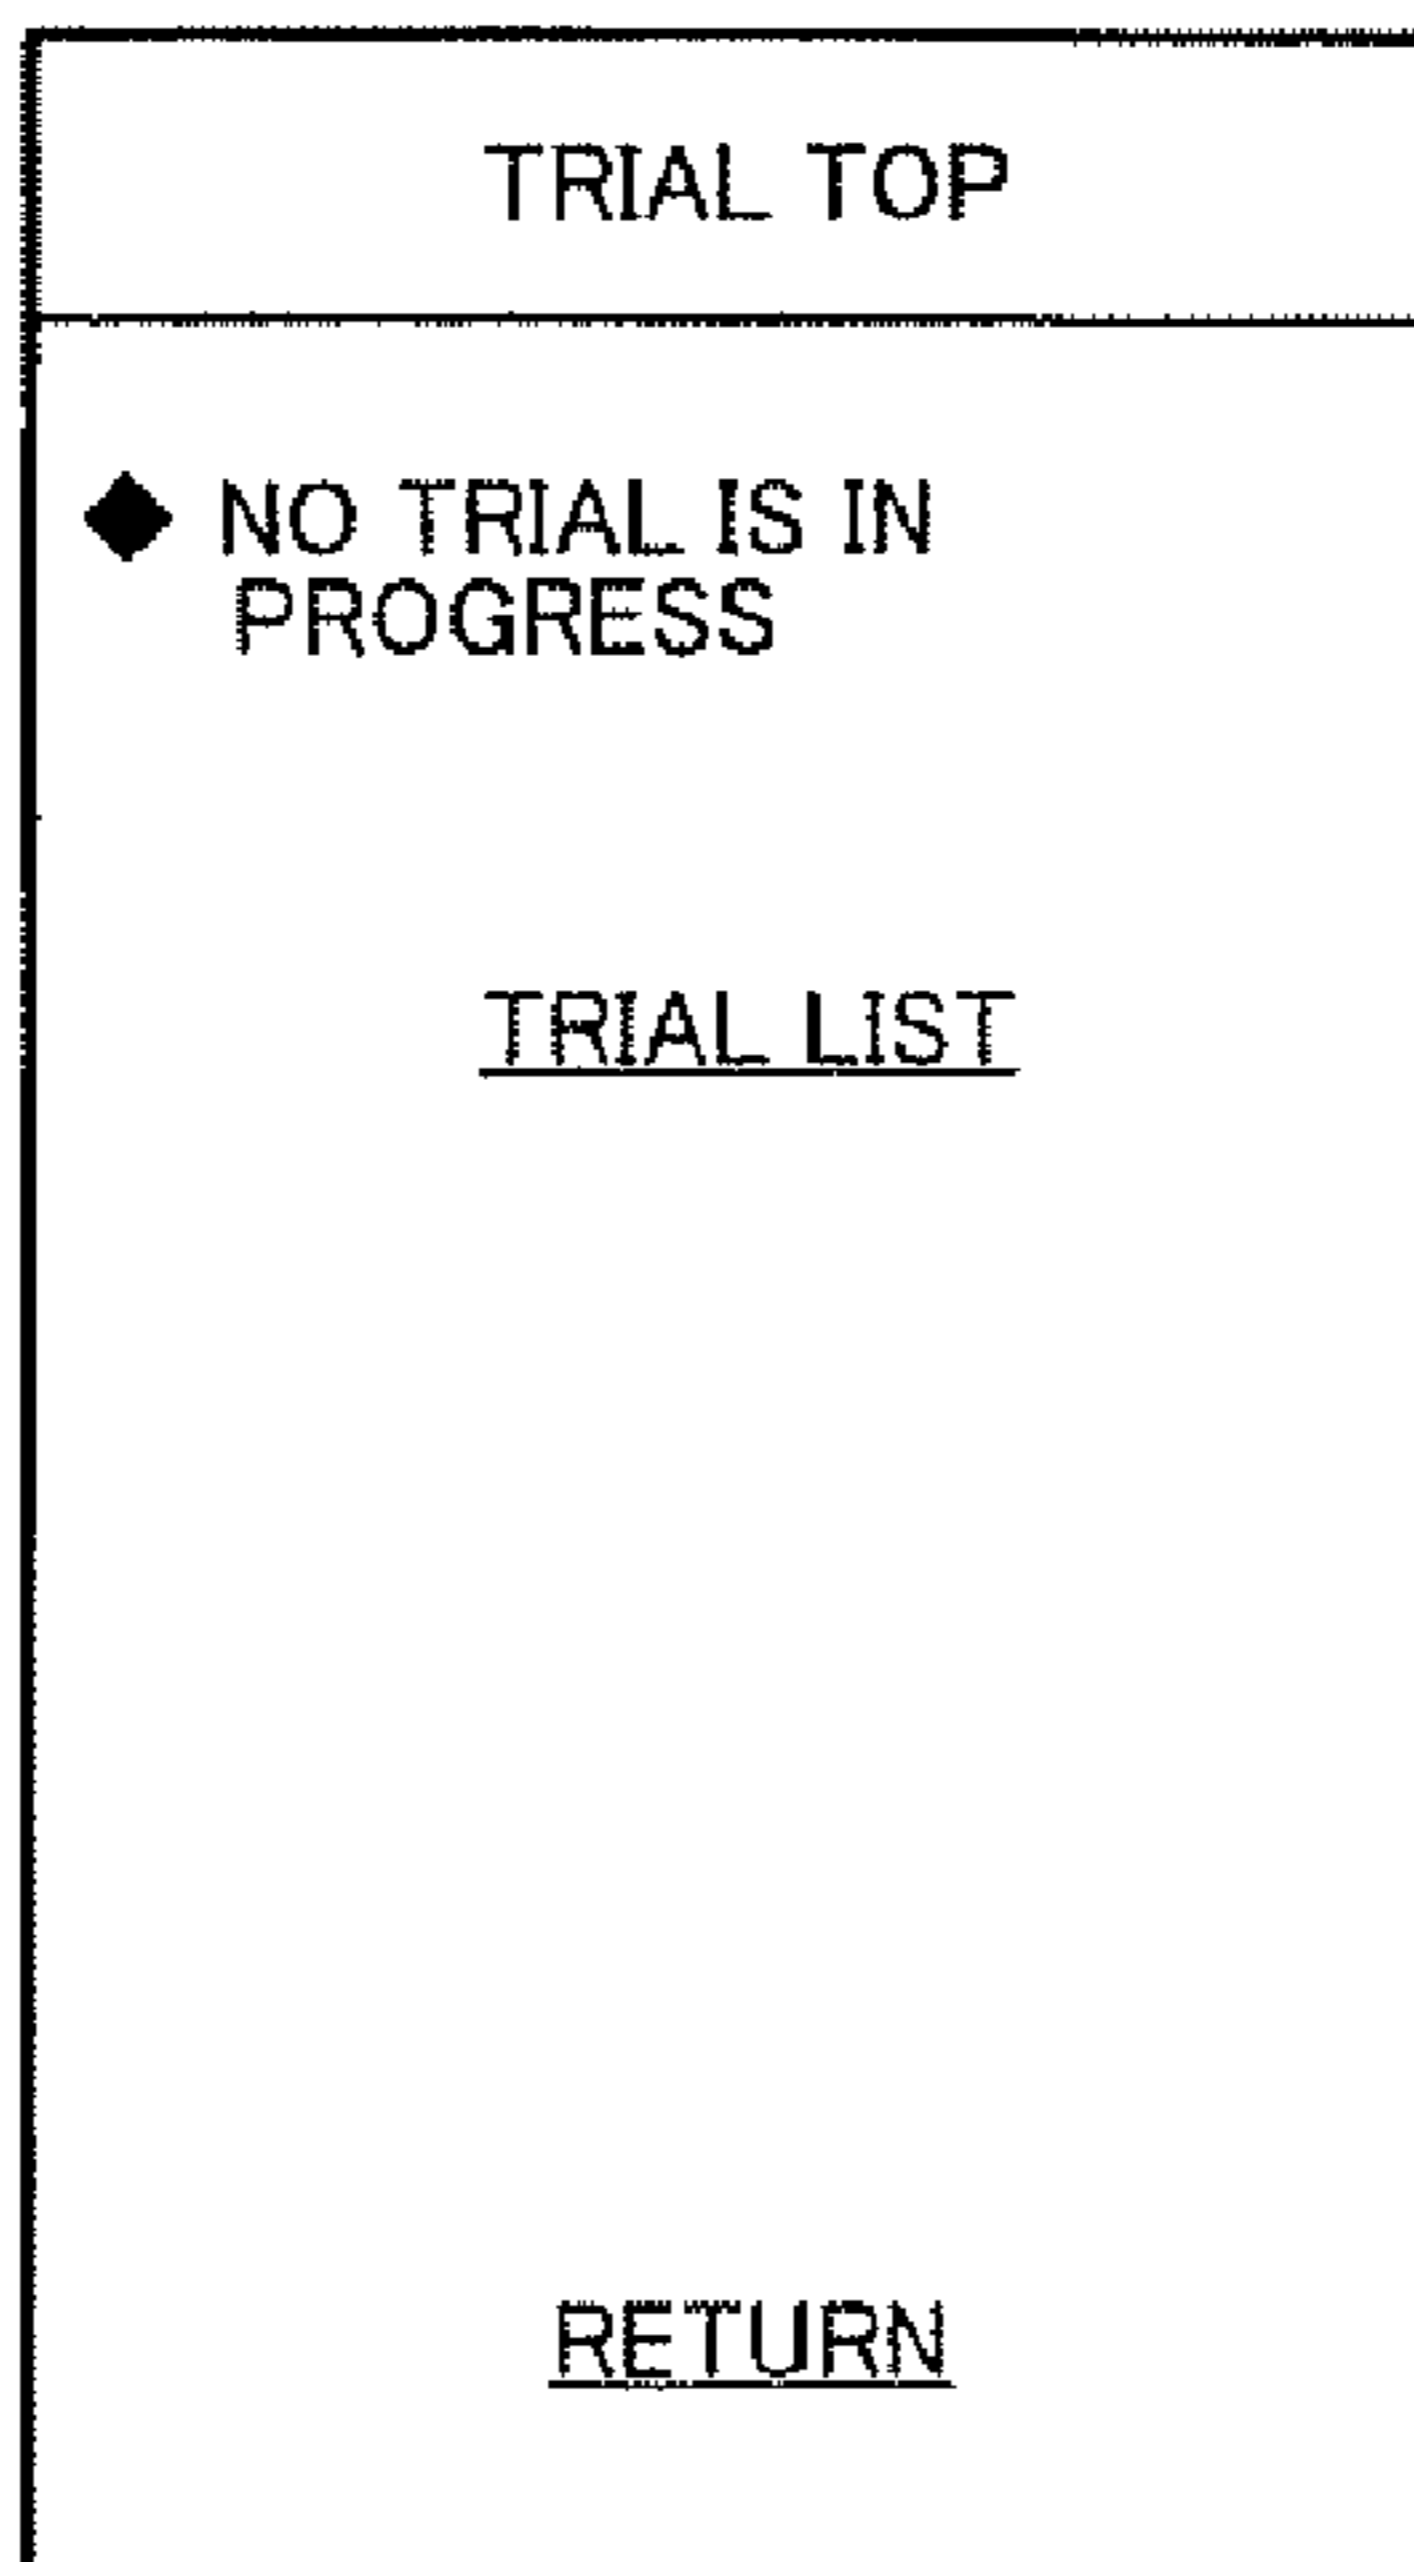 TRIAL TOP
◆ NO TRIAL IS IN
PROGRESS
TRIAL LIST
RETURN